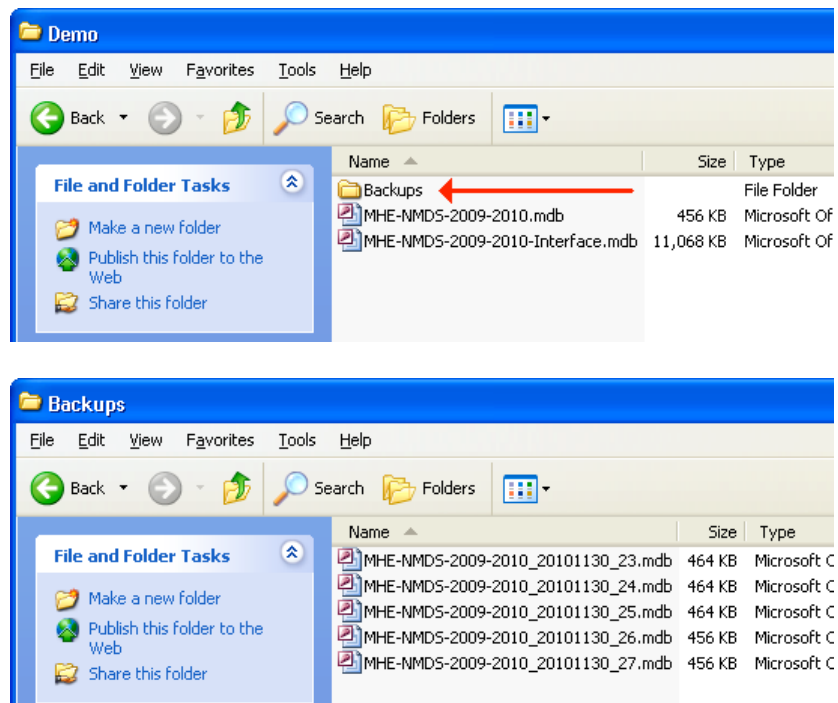 Demo
File Edit View Favorites Tools Help
Back Search Folders
Name Size Type
File and Folder Tasks
Backups File Folder
MHE-NMDS-2009-2010.mdb 456 KB Microsoft Of
MHE-NMDS-2009-2010-Interface.mdb 11,068 KB Microsoft Of
Make a new folder
Publish this folder to the
Web
Share this folder
Backups
File Edit View Favorites Tools Help
Back Search Folders
Name Size Type
File and Folder Tasks
MHE-NMDS-2009-2010_20101130_23.mdb 464 KB Microsoft O
MHE-NMDS-2009-2010_20101130_24.mdb 464 KB Microsoft O
MHE-NMDS-2009-2010_20101130_25.mdb 464 KB Microsoft O
MHE-NMDS-2009-2010_20101130_26.mdb 456 KB Microsoft O
MHE-NMDS-2009-2010_20101130_27.mdb 456 KB Microsoft O
Make a new folder
Publish this folder to the
Web
Share this folder